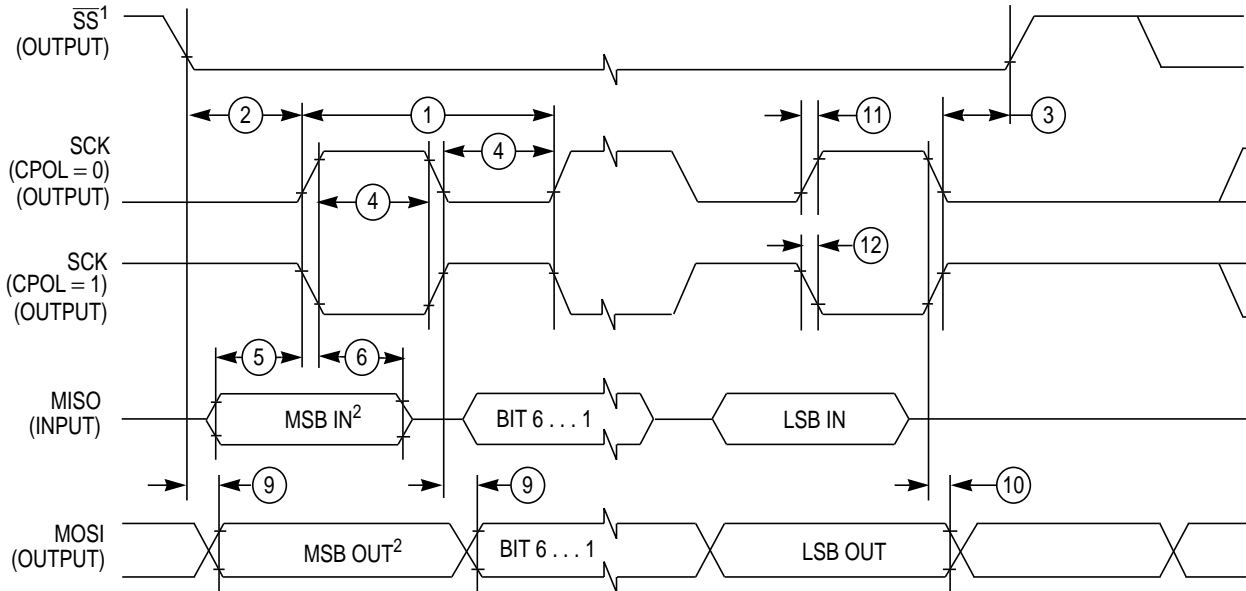 SS¹
(OUTPUT)
2
1
11
3
SCK
(CPOL = 0)
(OUTPUT)
4
4
12
SCK
(CPOL = 1)
(OUTPUT)
5
6
MISO
(INPUT)
MSB IN²
BIT 6 . . . 1
LSB IN
9
9
10
MOSI
(OUTPUT)
MSB OUT²
BIT 6 . . . 1
LSB OUT